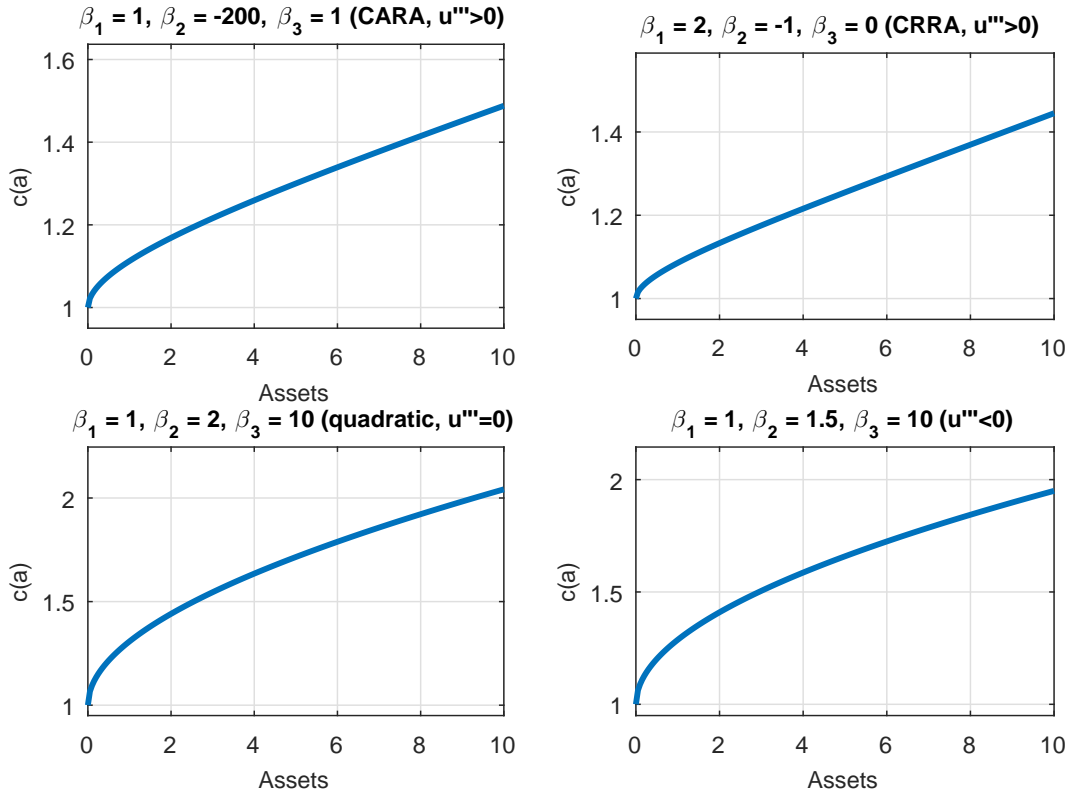 β1 = 1, β2 = -200, β3 = 1 (CARA, u'''>0)
1.6
1.4
1.2
1
c(a)
0 2 4 6 8 10
Assets
β1 = 2, β2 = -1, β3 = 0 (CRRA, u'''>0)
1.4
1.2
1
c(a)
0 2 4 6 8 10
Assets
β1 = 1, β2 = 2, β3 = 10 (quadratic, u'''=0)
2
1.5
1
c(a)
0 2 4 6 8 10
Assets
β1 = 1, β2 = 1.5, β3 = 10 (u'''<0)
2
1.5
1
c(a)
0 2 4 6 8 10
Assets